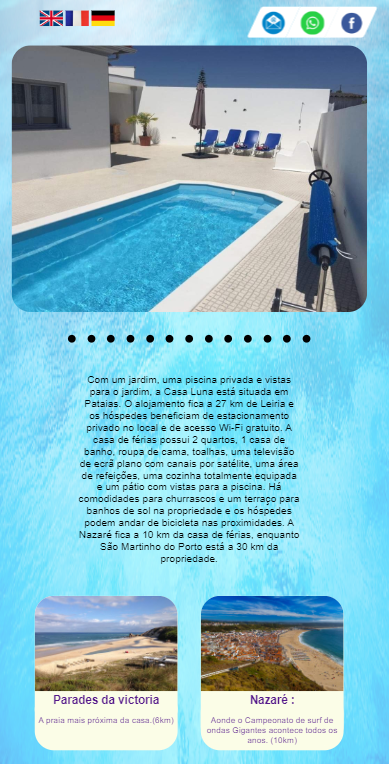 Com um jardim, uma piscina privada e vistas
para o jardim, a Casa Luna está situada em
Pataias. O alojamento fica a 27 km de Leiria e
os hóspedes beneficiam de estacionamento
privado no local e de acesso Wi-Fi gratuito. A
casa de férias possui 2 quartos, 1 casa de
banho, roupa de cama, toalhas, uma televisão
de ecrã plano com canais por satélite, uma área
de refeições, uma cozinha totalmente equipada
e um pátio com vistas para a piscina. Há
comodidades para churrascos e um terraço para
banhos de sol na propriedade e os hóspedes
podem andar de bicicleta nas proximidades. A
Nazaré fica a 10 km da casa de férias, enquanto
São Martinho do Porto está a 30 km da
propriedade.
Parades da victoria
A praia mais próxima da casa.(6km)
Nazaré :
Aonde o Campeonato de surf de
ondas Gigantes acontece todos os
anos. (10km)